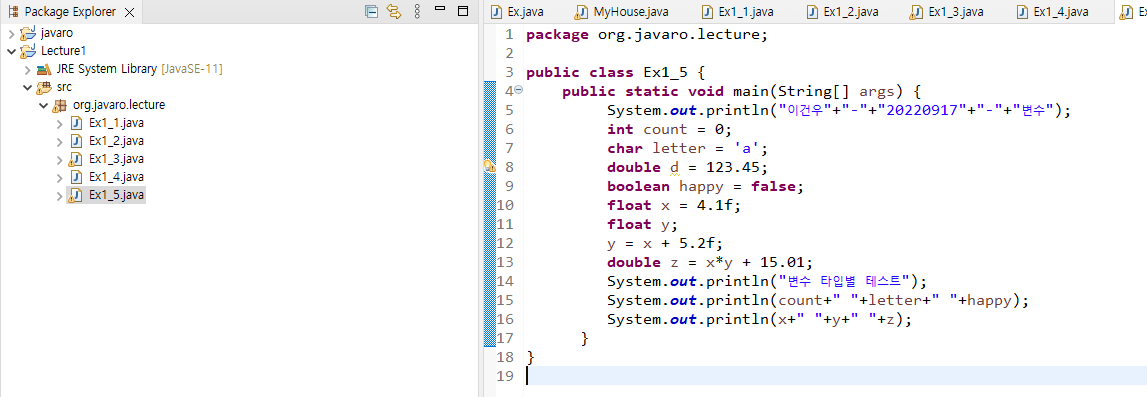 Package Explorer
javaro
Lecture1
JRE System Library [JavaSE-11]
src
org.javaro.lecture
Ex1_1.java
Ex1_2.java
Ex1_3.java
Ex1_4.java
Ex1_5.java
Ex.java MyHouse.java Ex1_1.java Ex1_2.java Ex1_3.java Ex1_4.java
1 package org.javaro.lecture;
2
3 public class Ex1_5 {
4 public static void main(String[] args) {
5 System.out.println("이건우"+"-"+"20220917"+"-"+"변수");
6 int count = 0;
7 char letter = 'a';
8 double d = 123.45;
9 boolean happy = false;
10 float x = 4.1f;
11 float y;
12 y = x + 5.2f;
13 double z = x*y + 15.01;
14 System.out.println("변수 타입별 테스트");
15 System.out.println(count+" "+letter+" "+happy);
16 System.out.println(x+" "+y+" "+z);
17 }
18 }
19